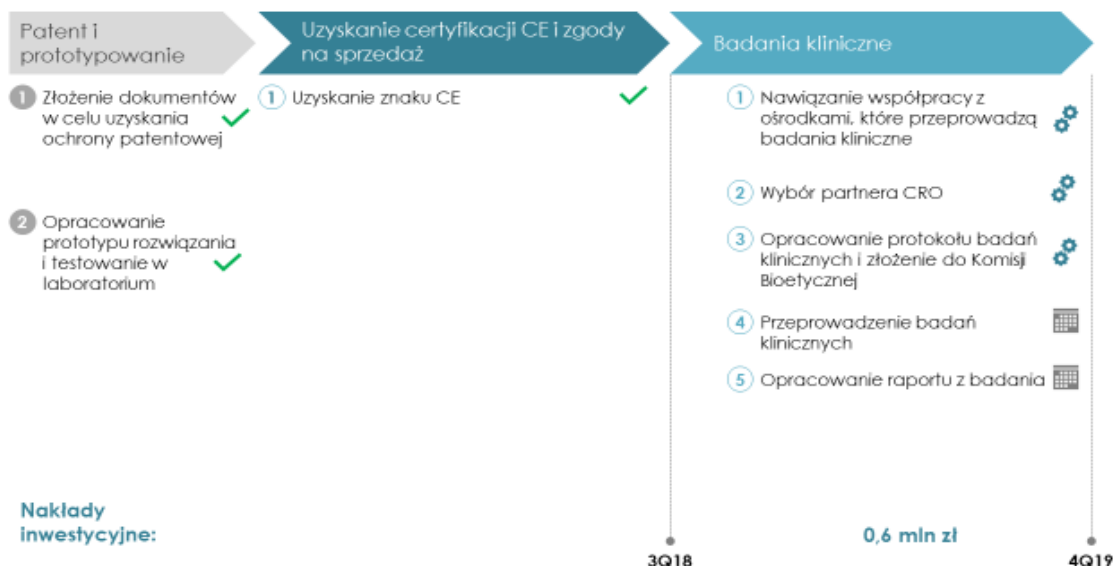 Patent i
prototypowanie
Uzyskanie certyfikacji CE i zgody
na sprzedaż
Badania kliniczne
1 Złożenie dokumentów
w celu uzyskania
ochrony patentowej
2 Opracowanie
prototypu rozwiązania
i testowanie w
laboratorium
1 Uzyskanie znaku CE
1 Nawiązanie współpracy z
ośrodkami, które przeprowadzą
badania kliniczne
2 Wybór partnera CRO
3 Opracowanie protokołu badań
klinicznych i złożenie do Komisji
Bioetycznej
4 Przeprowadzenie badań
klinicznych
5 Opracowanie raportu z badania
Nakłady
inwestycyjne:
0,6 mln zł
3Q18
4Q19